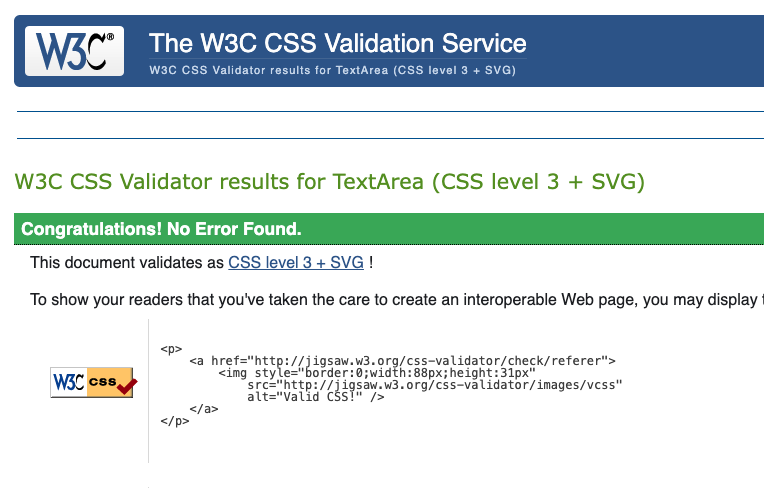 W3C®
The W3C CSS Validation Service
W3C CSS Validator results for TextArea (CSS level 3 + SVG)
W3C CSS Validator results for TextArea (CSS level 3 + SVG)
Congratulations! No Error Found.
This document validates as CSS level 3 + SVG !
To show your readers that you've taken the care to create an interoperable Web page, you may display
W3C css
<p>
    <a href="http://jigsaw.w3.org/css-validator/check/referer">
        <img style="border:0;width:88px;height:31px"
            src="http://jigsaw.w3.org/css-validator/images/vcss"
            alt="Valid CSS!" />
    </a>
</p>